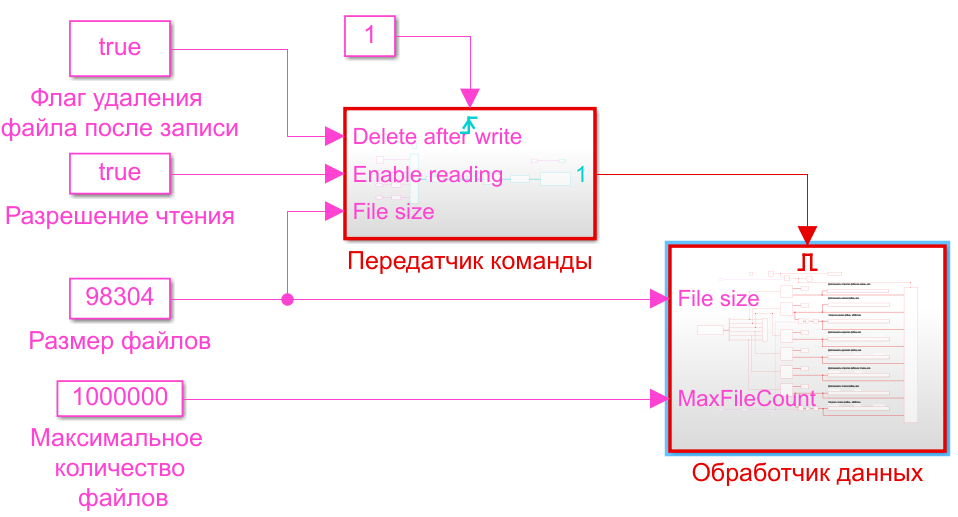 true
1
Флаг удаления
файла после записи
Delete after write
true
Enable reading
1
Разрешение чтения
File size
Передатчик команды
98304
File size
Размер файлов
1000000
MaxFileCount
Максимальное
количество
файлов
Обработчик данных